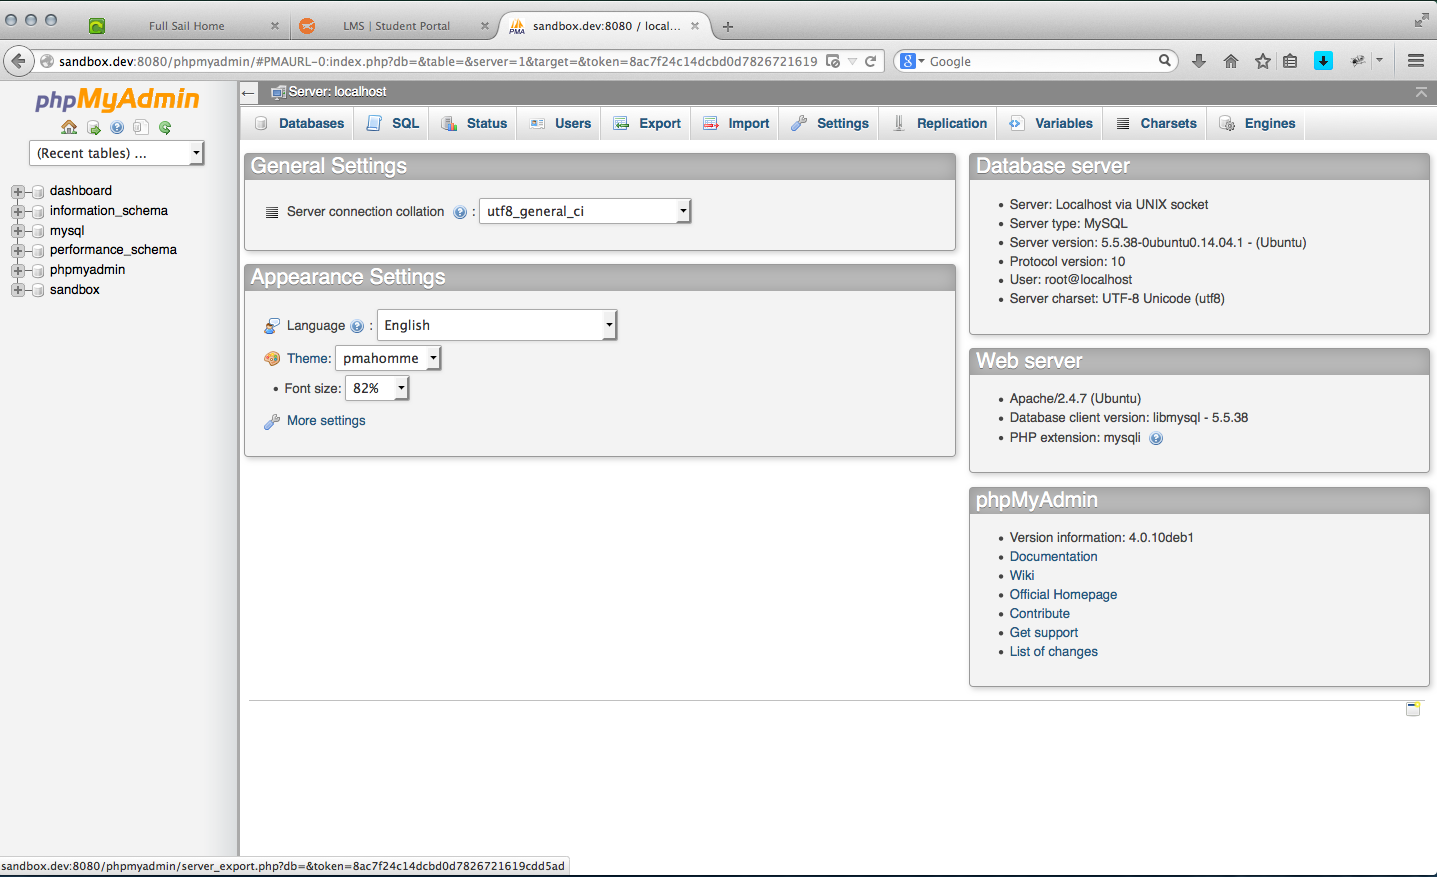 Full Sail Home
LMS | Student Portal
sandbox.dev:8080 / local...
sandbox.dev:8080/phpmyadmin/#PMAURL-0:index.php?db=&table=&server=1&target=&token=8ac7f24c14dcbd0d7826721619
Google
phpMyAdmin
(Recent tables) ...
dashboard
information_schema
mysql
performance_schema
phpmyadmin
sandbox
Server: localhost
Databases
SQL
Status
Users
Export
Import
Settings
Replication
Variables
Charsets
Engines
General Settings
Server connection collation : utf8_general_ci
Appearance Settings
Language : English
Theme: pmahomme
Font size: 82%
More settings
Database server
Server: Localhost via UNIX socket
Server type: MySQL
Server version: 5.5.38-0ubuntu0.14.04.1 - (Ubuntu)
Protocol version: 10
User: root@localhost
Server charset: UTF-8 Unicode (utf8)
Web server
Apache/2.4.7 (Ubuntu)
Database client version: libmysql - 5.5.38
PHP extension: mysqli
phpMyAdmin
Version information: 4.0.10deb1
Documentation
Wiki
Official Homepage
Contribute
Get support
List of changes
sandbox.dev:8080/phpmyadmin/server_export.php?db=&token=8ac7f24c14dcbd0d7826721619cdd5ad